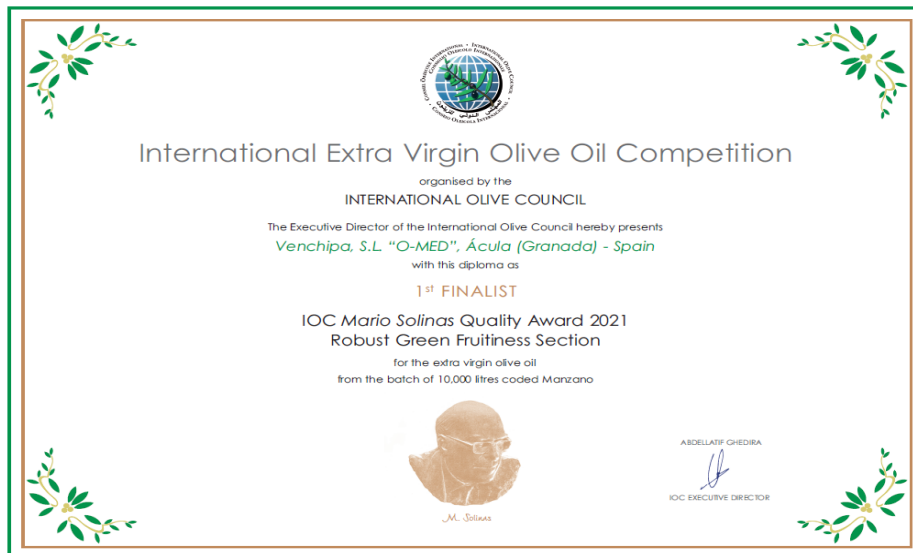 International Extra Virgin Olive Oil Competition
organised by the
INTERNATIONAL OLIVE COUNCIL
The Executive Director of the International Olive Council hereby presents
Venchipa, S.L. “O-MED”, Ácula (Granada) - Spain
with this diploma as
1st FINALIST
IOC Mario Solinas Quality Award 2021
Robust Green Fruitiness Section
for the extra virgin olive oil
from the batch of 10,000 litres coded Manzano
M. Solinas
ABDELLATIF GHEDIRA
IOC EXECUTIVE DIRECTOR